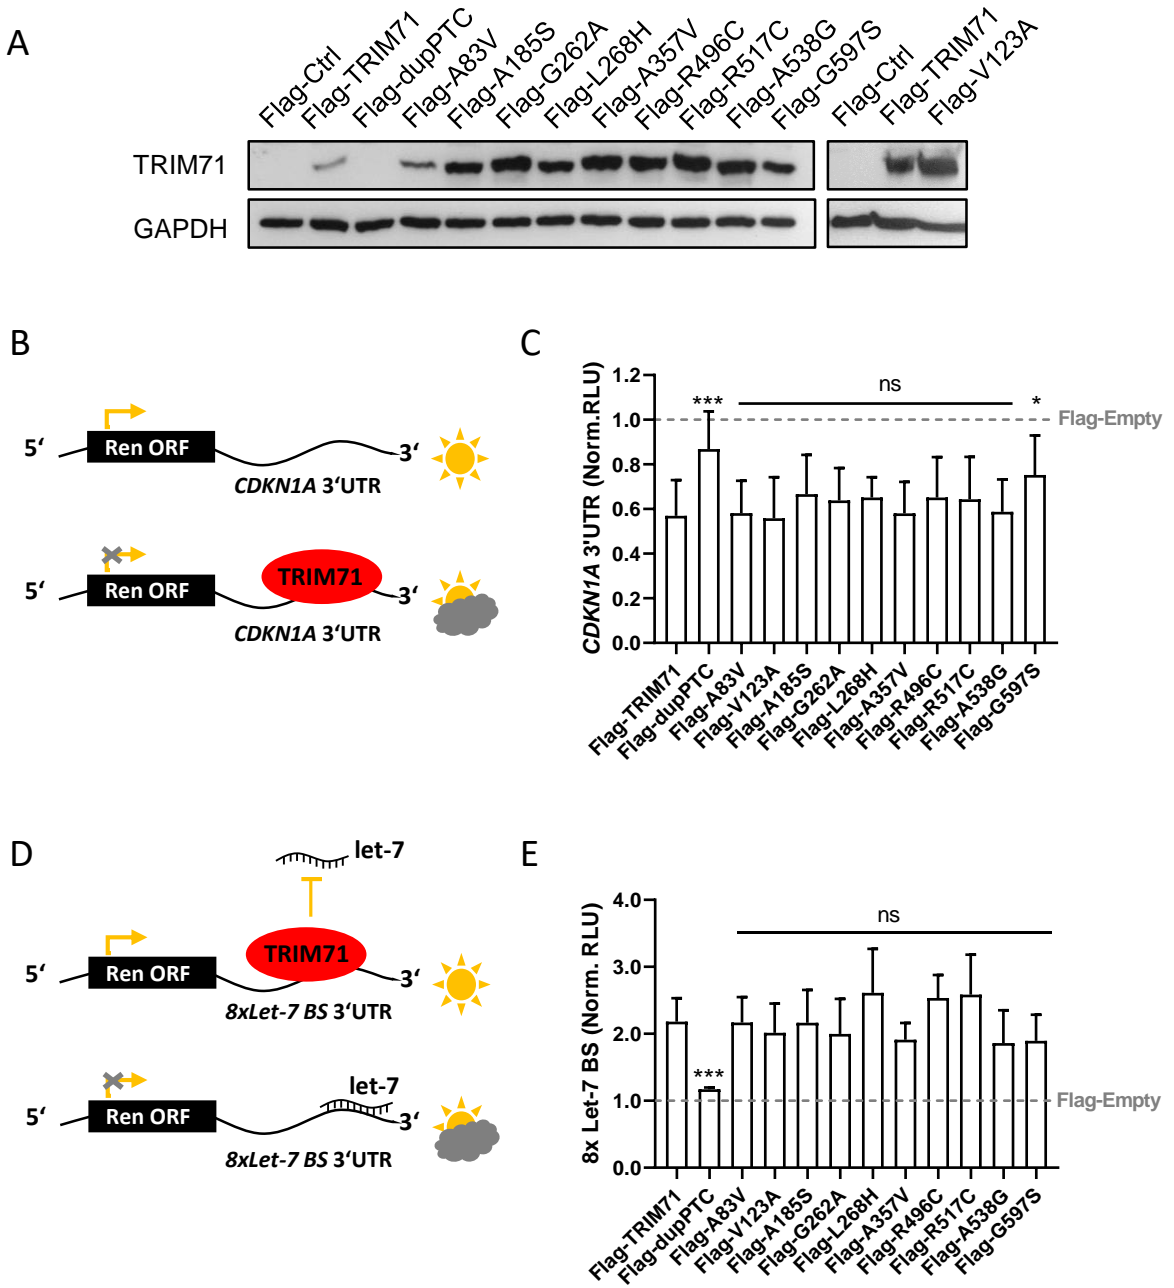 A
Flag-Ctrl
Flag-TRIM71
Flag-dupPTC
Flag-A83V
Flag-A185S
Flag-G262A
Flag-L268H
Flag-A357V
Flag-R496C
Flag-R517C
Flag-A538G
Flag-G597S
Flag-Ctrl
Flag-TRIM71
Flag-V123A
TRIM71
GAPDH
B
5‘
Ren ORF
3‘
CDKN1A 3‘UTR
5‘
Ren ORF
TRIM71
3‘
CDKN1A 3‘UTR
C
CDKN1A 3'UTR (Norm.RLU)
1.2
1.0
0.8
0.6
0.4
0.2
0.0
***
ns
*
Flag-Empty
Flag-TRIM71
Flag-dupPTC
Flag-A83V
Flag-V123A
Flag-A185S
Flag-G262A
Flag-L268H
Flag-A357V
Flag-R496C
Flag-R517C
Flag-A538G
Flag-G597S
D
let-7
5‘
Ren ORF
TRIM71
3‘
8xLet-7 BS 3‘UTR
5‘
Ren ORF
let-7
3‘
8xLet-7 BS 3‘UTR
E
8x Let-7 BS (Norm. RLU)
4.0
3.0
2.0
1.0
0.0
***
ns
Flag-Empty
Flag-TRIM71
Flag-dupPTC
Flag-A83V
Flag-V123A
Flag-A185S
Flag-G262A
Flag-L268H
Flag-A357V
Flag-R496C
Flag-R517C
Flag-A538G
Flag-G597S